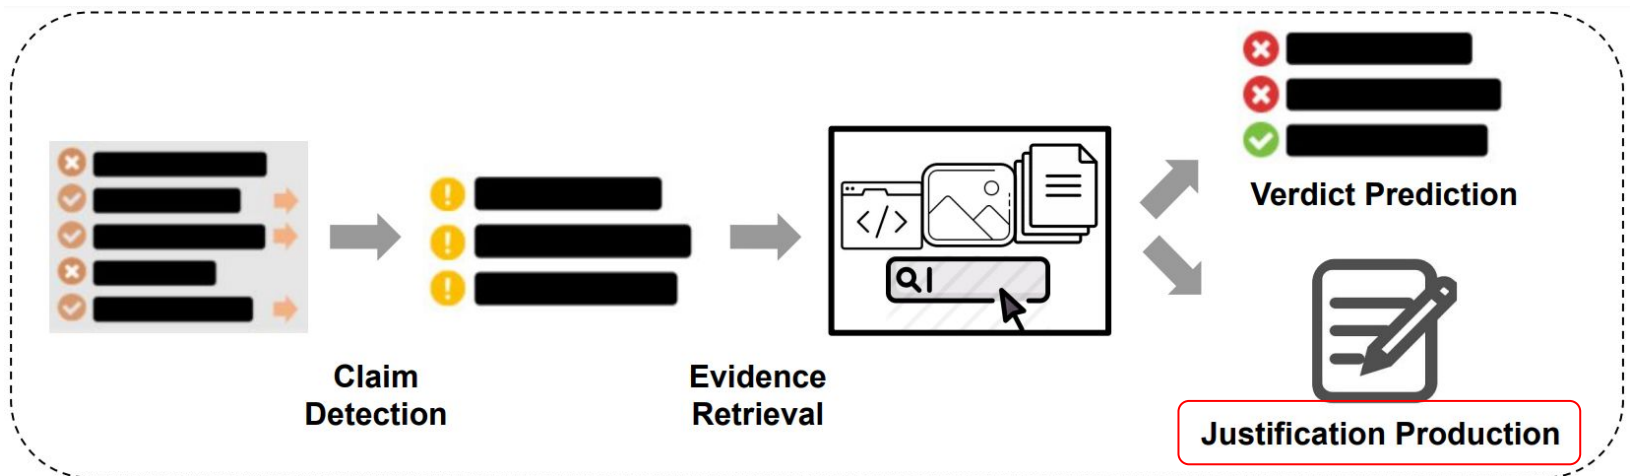 Claim
Detection
Evidence
Retrieval
</>
Verdict Prediction
Justification Production